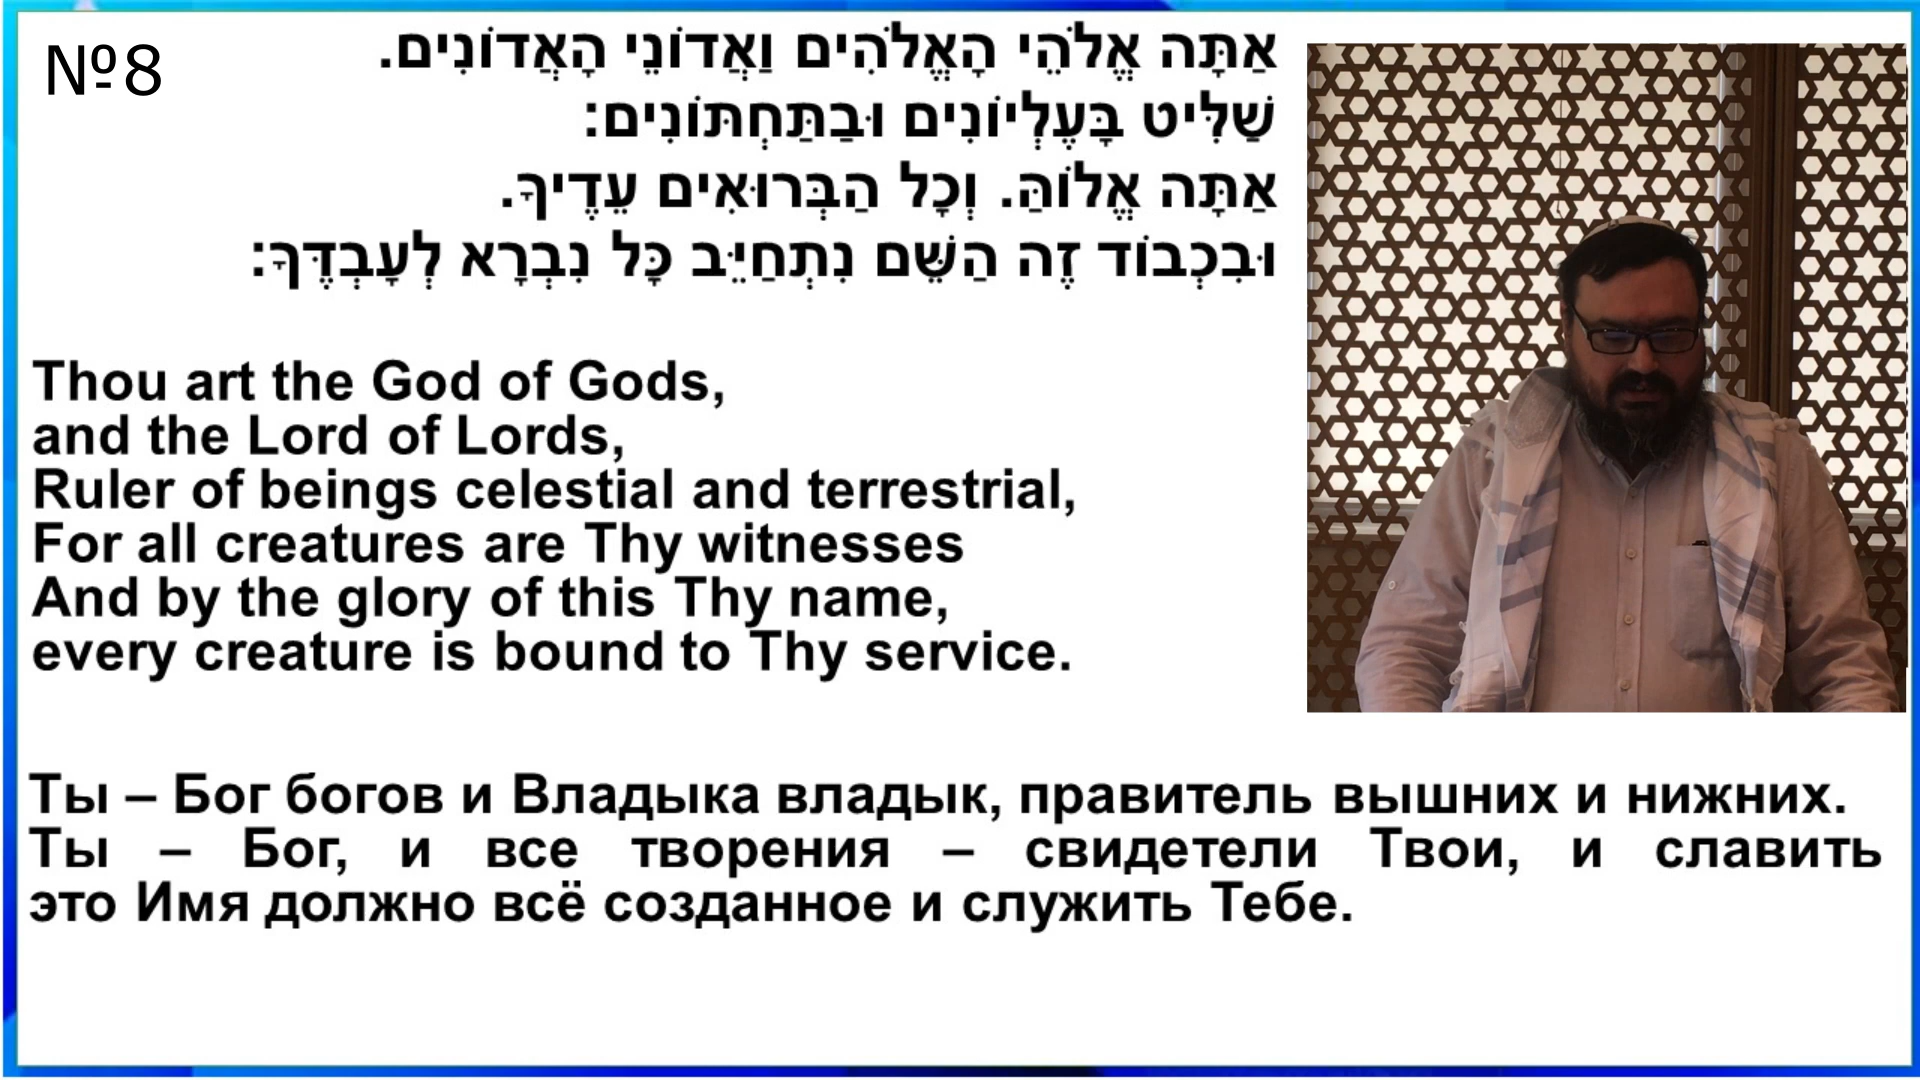 №8
אַתָּה אֱלֹהֵי הָאֱלֹהִים וַאֲדוֹנֵי הָאֲדוֹנִים.
שַׁלִּיט בָּעֶלְיוֹנִים וּבַתַּחְתּוֹנִים:
אַתָּה אֱלוֹהַּ. וְכָל הַבְּרוּאִים עֵדֶיךָ.
וּבִכְבוֹד זֶה הַשֵּׁם נִתְחַיֵּב כָּל נִבְרָא לְעָבְדֶּךָ:
Thou art the God of Gods,
and the Lord of Lords,
Ruler of beings celestial and terrestrial,
For all creatures are Thy witnesses
And by the glory of this Thy name,
every creature is bound to Thy service.
Ты – Бог богов и Владыка владык, правитель вышних и нижних.
Ты – Бог, и все творения – свидетели Твои, и славить
это Имя должно всё созданное и служить Тебе.